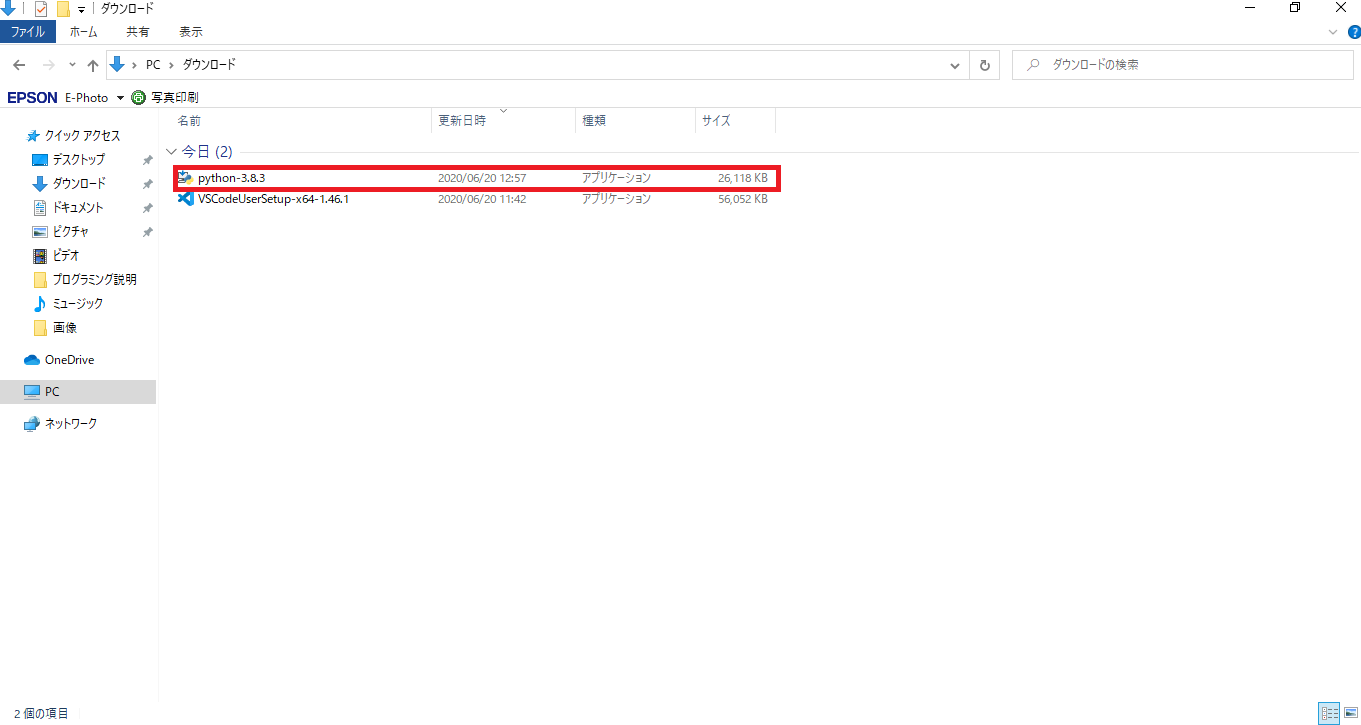 ダウンロード
ファイル ホーム 共有 表示
PC ダウンロード ダウンロードの検索
EPSON E-Photo 写真印刷
名前 更新日時 種類 サイズ
クイック アクセス
今日 (2)
デスクトップ
python-3.8.3 2020/06/20 12:57 アプリケーション 26,118 KB
ダウンロード
VSCodeUserSetup-x64-1.46.1 2020/06/20 11:42 アプリケーション 56,052 KB
ドキュメント
ピクチャ
ビデオ
プログラミング説明
ミュージック
画像
OneDrive
PC
ネットワーク
2 個の項目